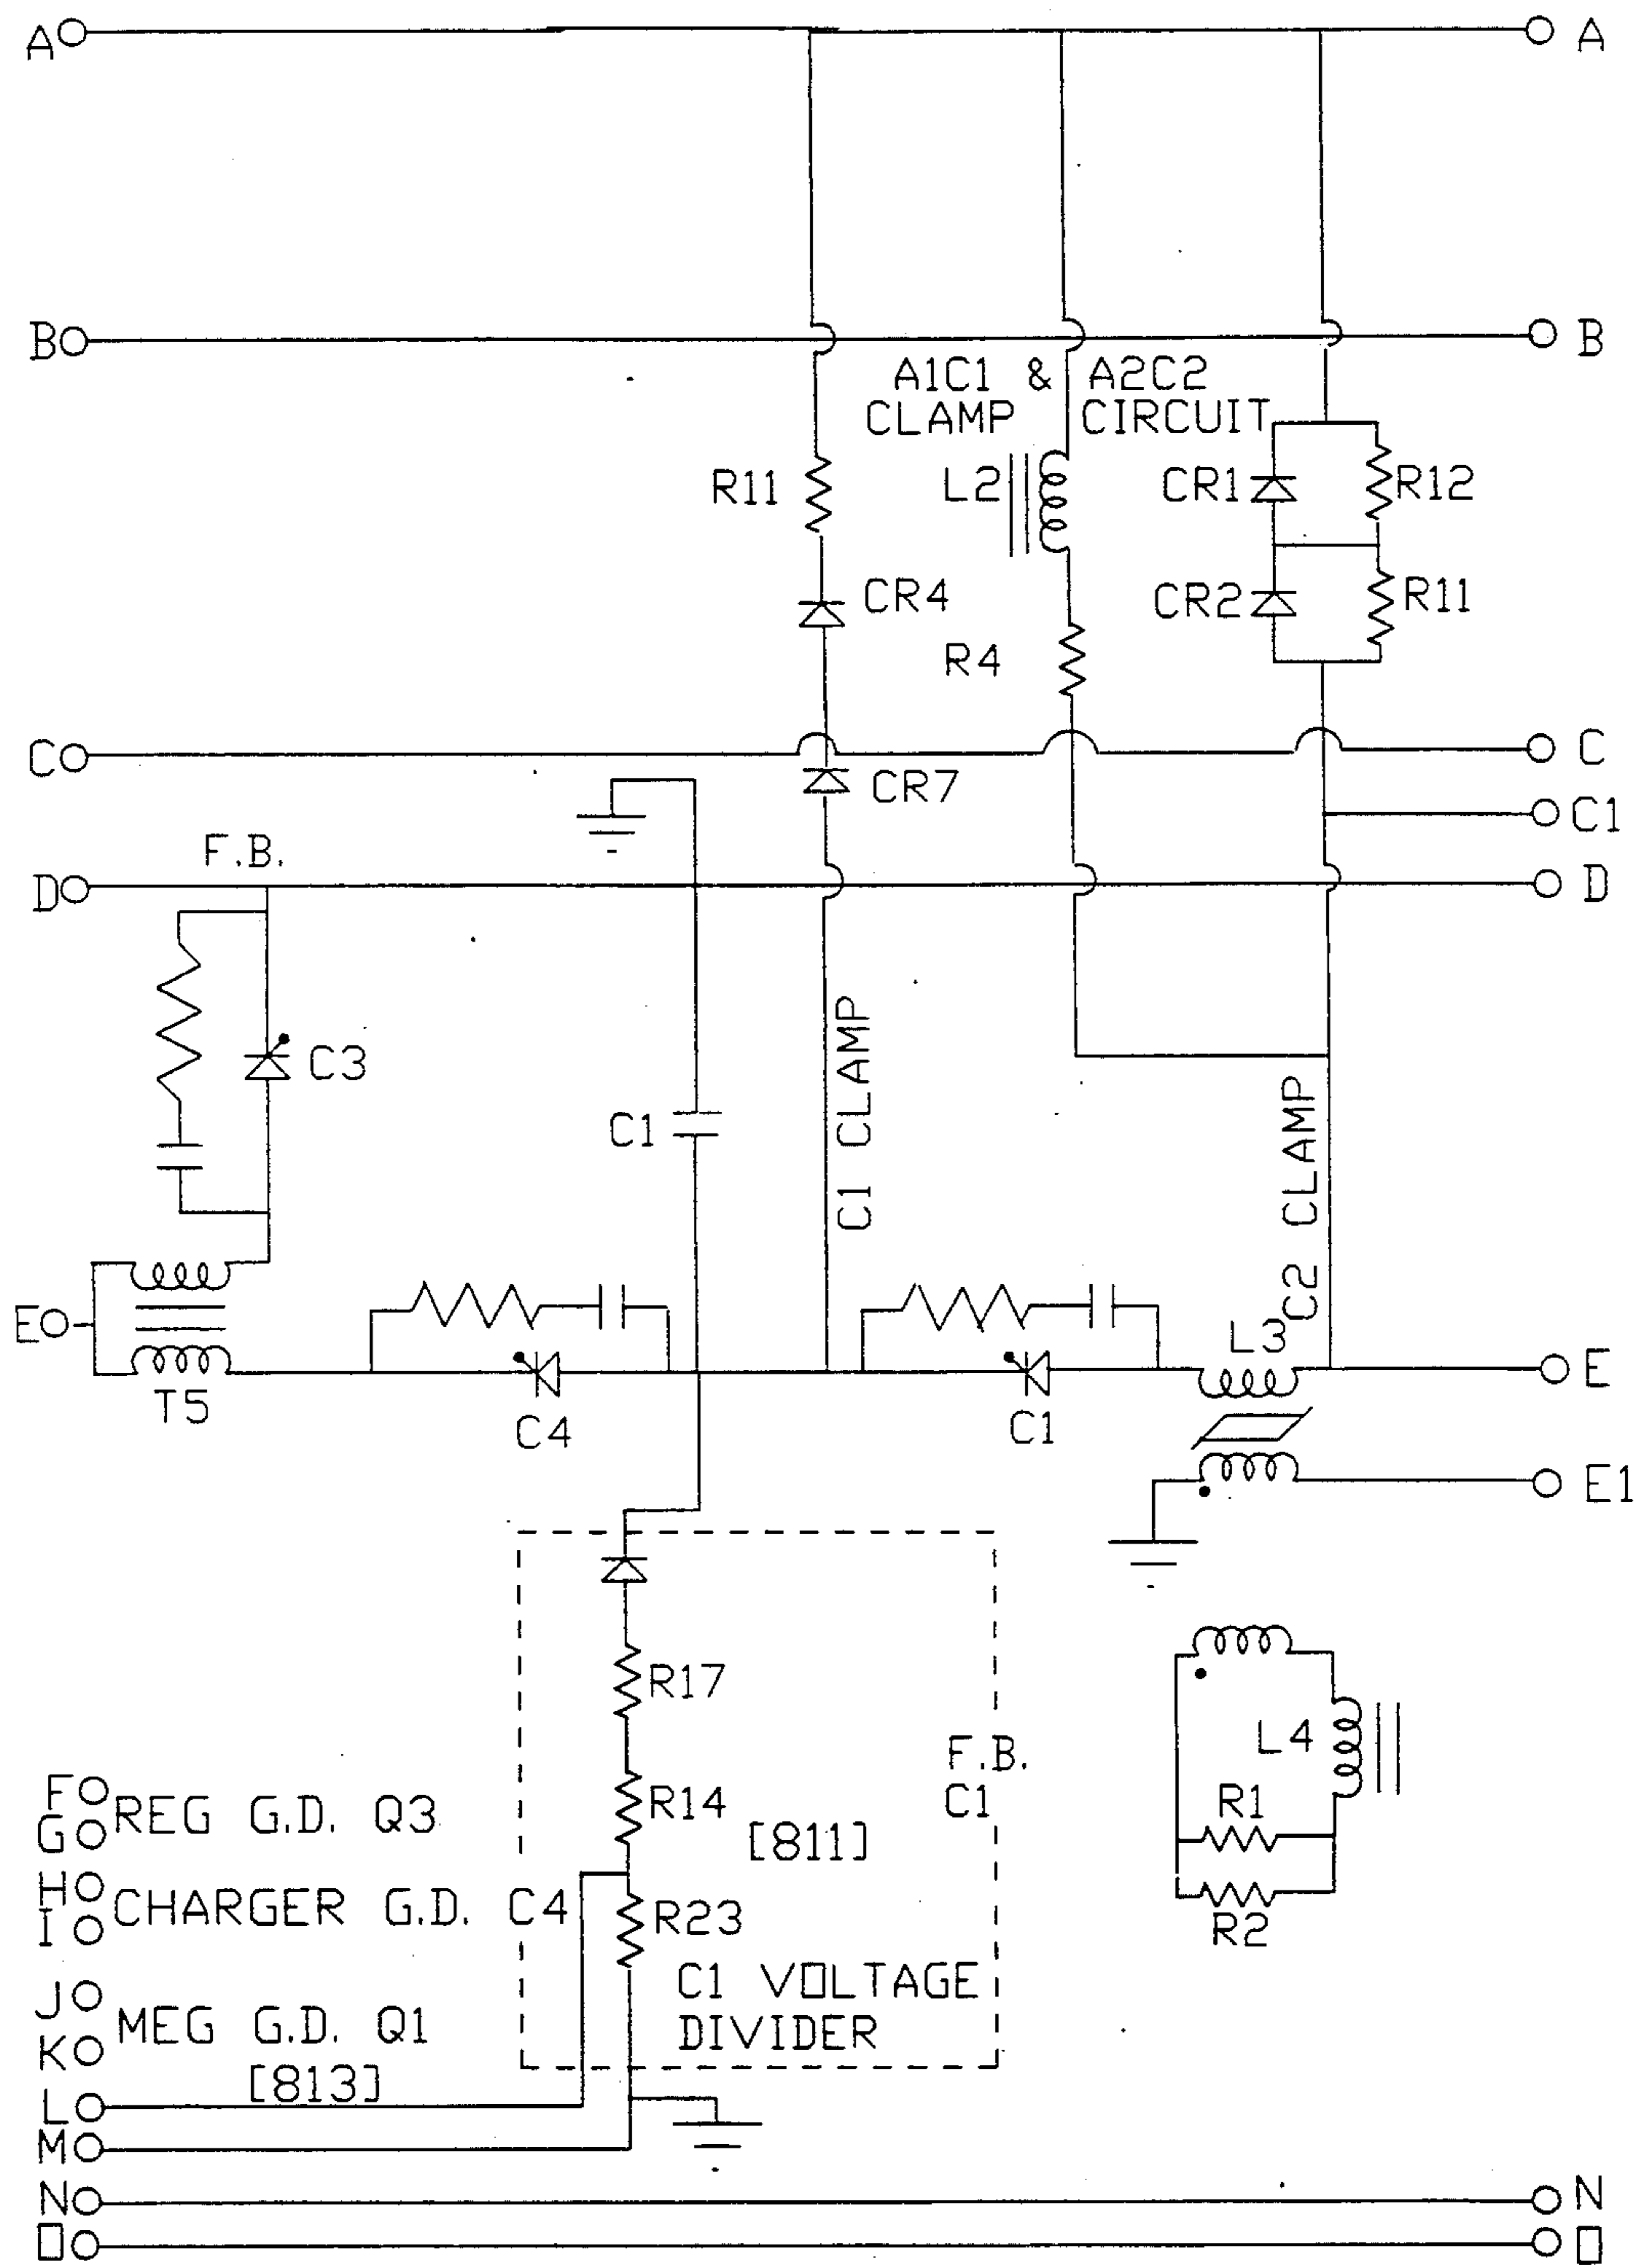 A A
B B
A1C1 & A2C2
CLAMP CIRCUIT
R11 L2 CR1 R12
CR4 CR2 R11
R4
C C
CR7
C1
F.B.
D D
C3
C1
C1 CLAMP
C2 CLAMP
E
L3
E
T5
C4
C1
E1
R17
L4
F.B.
C1
R14
R1
F
G
REG G.D. Q3
[811]
H
I
CHARGER G.D. C4
R23
R2
C1 VOLTAGE
DIVIDER
J
K
MEG G.D. Q1
[813]
L
M
N N
O O